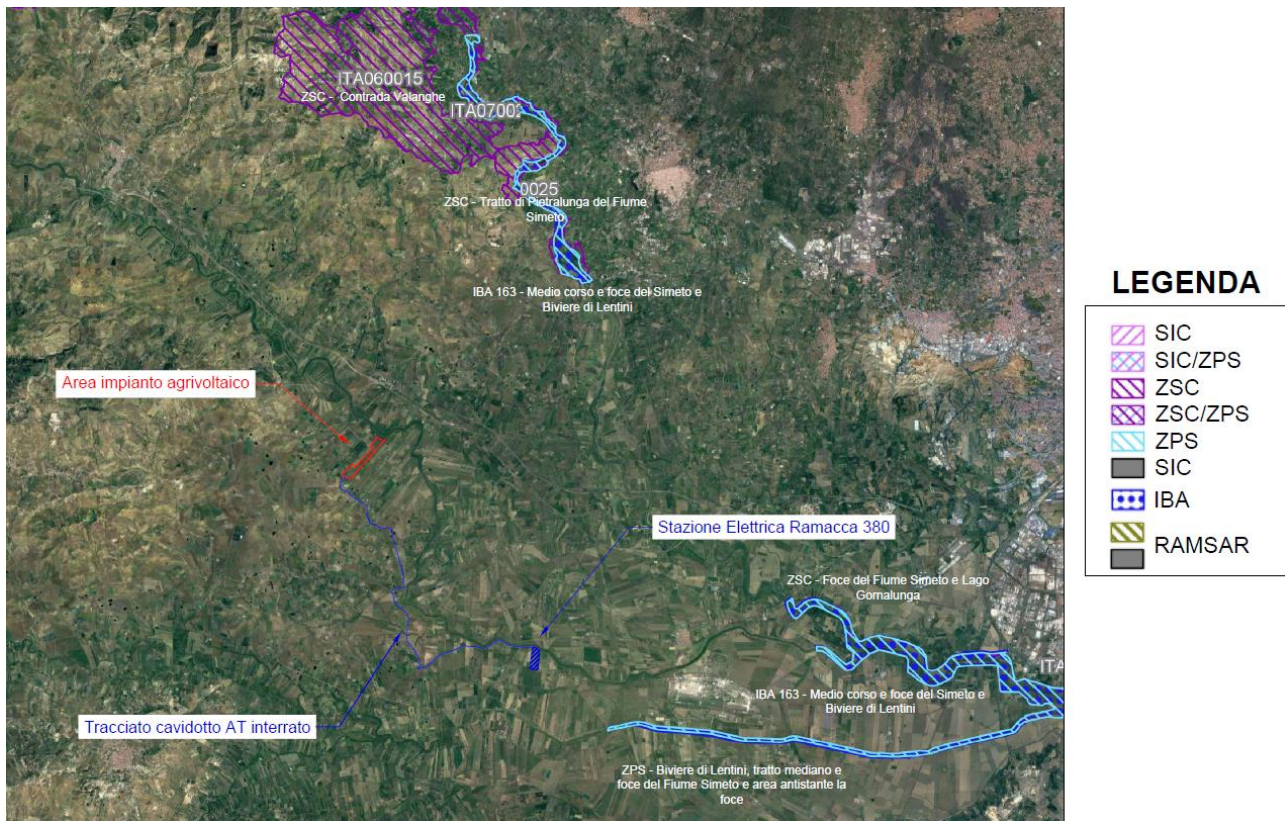 ITA060015
ZSC - Contrada Valanghe
ITA07002
0025
ZSC - Tratto di Pietralunga del Fiume
Simeto
IBA 163 - Medio corso e foce del Simeto e
Biviere di Lentini
Area impianto agrivoltaico
Stazione Elettrica Ramacca 380
ZSC - Foce del Fiume Simeto e Lago
Gornalunga
ITA
IBA 163 - Medio corso e foce del Simeto e
Biviere di Lentini
Tracciato cavidotto AT interrato
ZPS - Biviere di Lentini, tratto mediano e
foce del Fiume Simeto e area antistante la
foce
LEGENDA
SIC
SIC/ZPS
ZSC
ZSC/ZPS
ZPS
SIC
IBA
RAMSAR